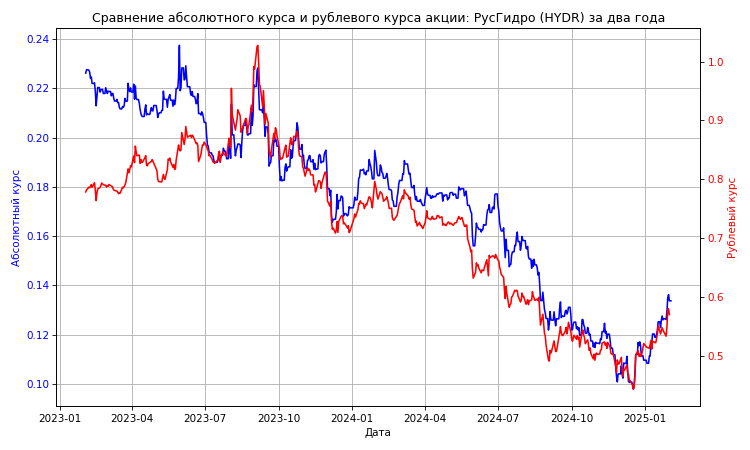 Сравнение абсолютного курса и рублевого курса акции: РусГидро (HYDR) за два года
Абсолютный курс
0.24
0.22
0.20
0.18
0.16
0.14
0.12
0.10
1.0
0.9
0.8
0.7
0.6
0.5
Рублевый курс
2023-01 2023-04 2023-07 2023-10 2024-01 2024-04 2024-07 2024-10 2025-01
Дата